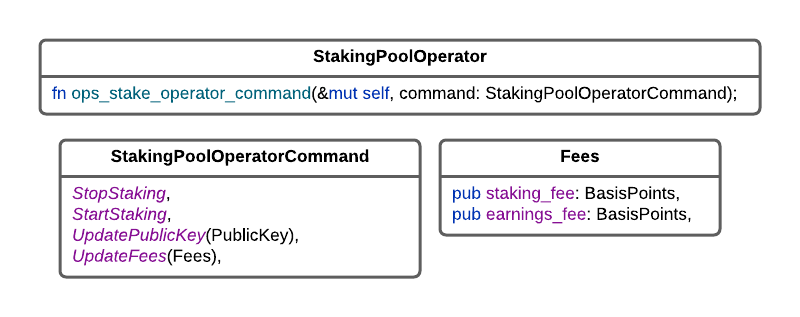 StakingPoolOperator
fn ops_stake_operator_command(&mut self, command: StakingPoolOperatorCommand);
StakingPoolOperatorCommand
StopStaking,
StartStaking,
UpdatePublicKey(PublicKey),
UpdateFees(Fees),
Fees
pub staking_fee: BasisPoints,
pub earnings_fee: BasisPoints,